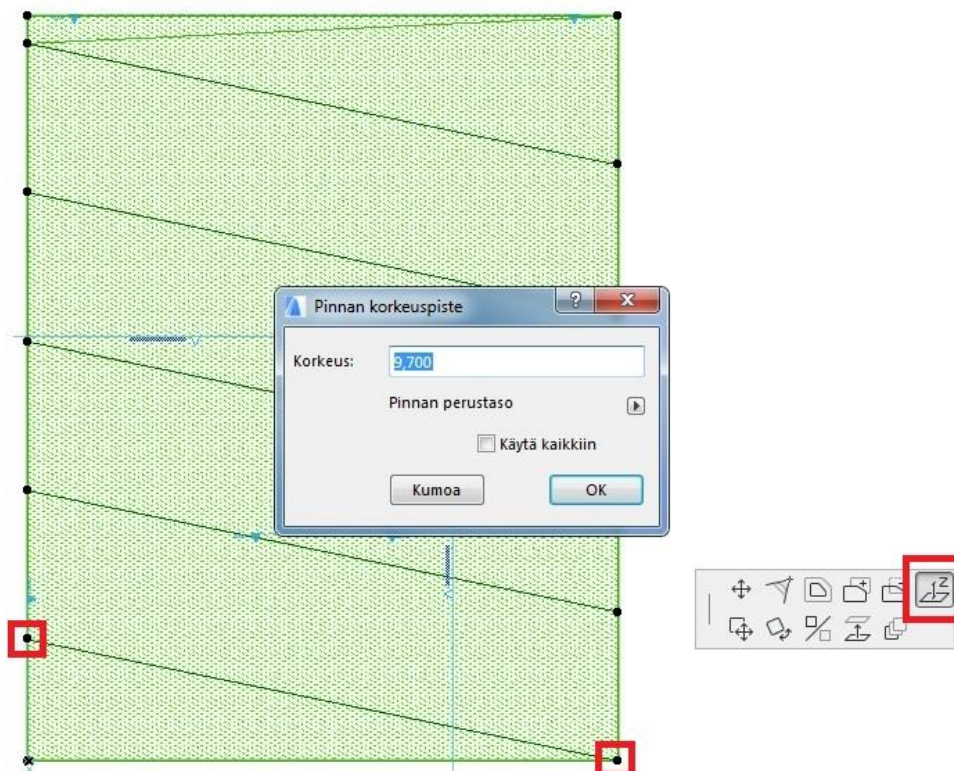 Pinnan korkeuspiste
?
X
Korkeus: 9,700
Pinnan perustaso
Käytä kaikkiin
Kumoa OK
Z